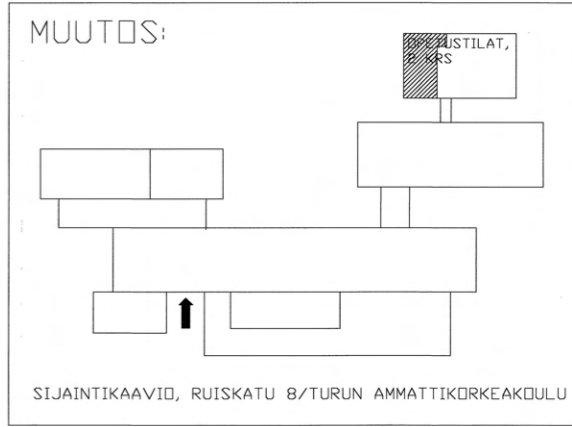 MUUTOS:
OPETUSTILAT,
2 KRS
SIJAINTIKAAVIO, RUISKATU 8/TURUN AMMATTIKORKEAKOULU